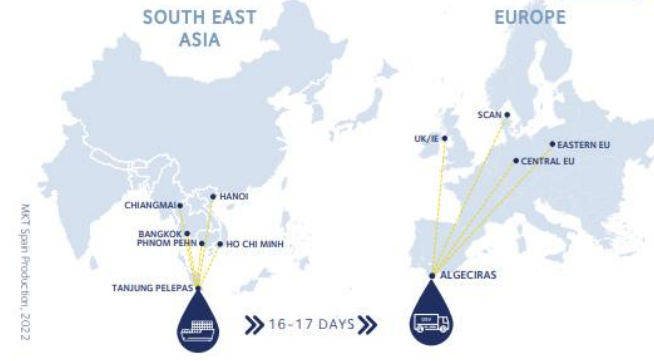 SOUTH EAST
ASIA
EUROPE
SCAN
UK/IE
EASTERN EU
CENTRAL EU
HANOI
CHIANGMAI
BANGKOK
PHNOM PEHN
HO CHI MINH
TANJUNG PELEPAS
ALGECIRAS
16-17 DAYS
DSV
MKT Spain Production, 2022